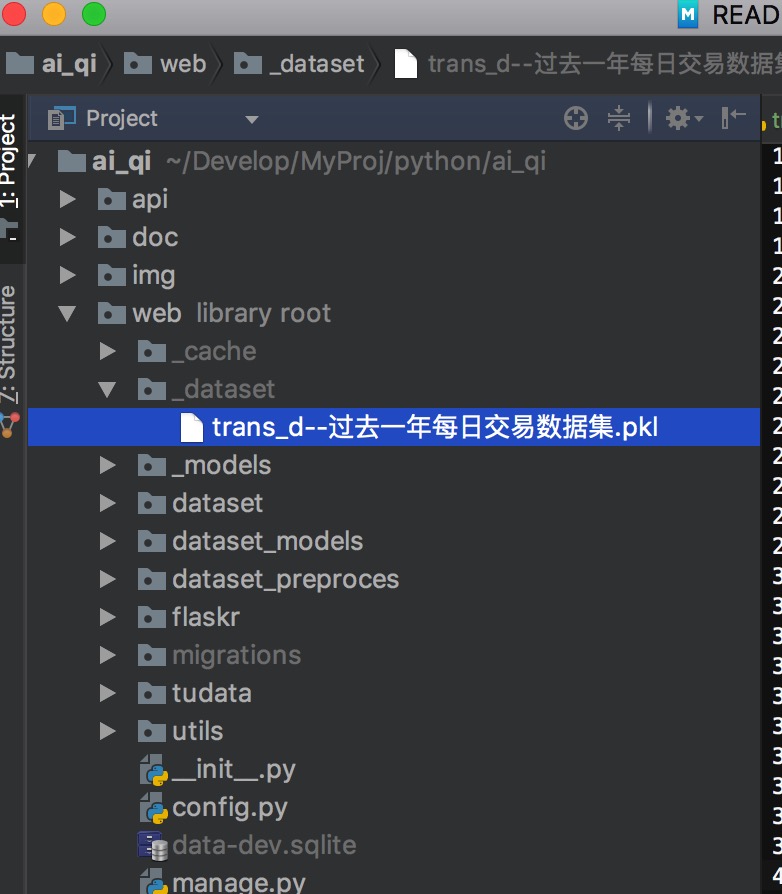 READ
ai_qi web _dataset trans_d--过去一年每日交易数据集
Project
1: Project
7: Structure
ai_qi ~/Develop/MyProj/python/ai_qi
api
doc
img
web library root
_cache
_dataset
trans_d--过去一年每日交易数据集.pkl
_models
dataset
dataset_models
dataset_preproces
flaskr
migrations
tudata
utils
__init__.py
config.py
data-dev.sqlite
manage.py